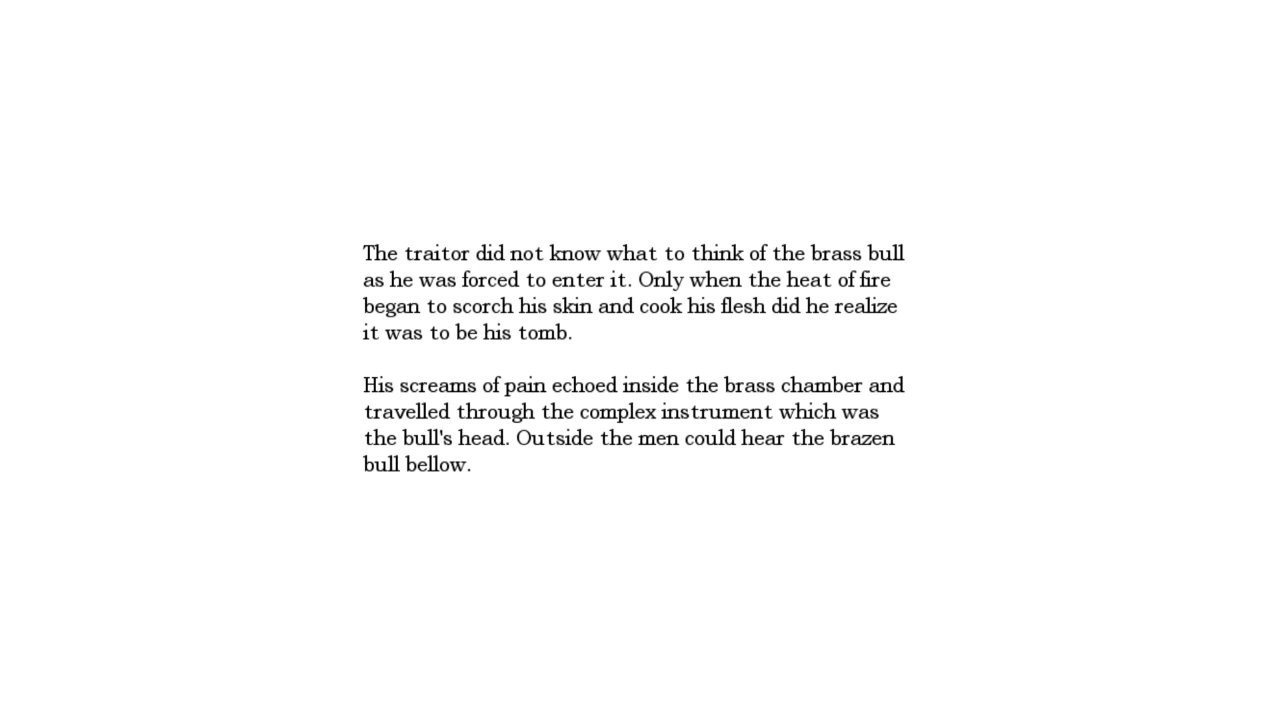 The traitor did not know what to think of the brass bull
as he was forced to enter it. Only when the heat of fire
began to scorch his skin and cook his flesh did he realize
it was to be his tomb.

His screams of pain echoed inside the brass chamber and
travelled through the complex instrument which was
the bull's head. Outside the men could hear the brazen
bull bellow.